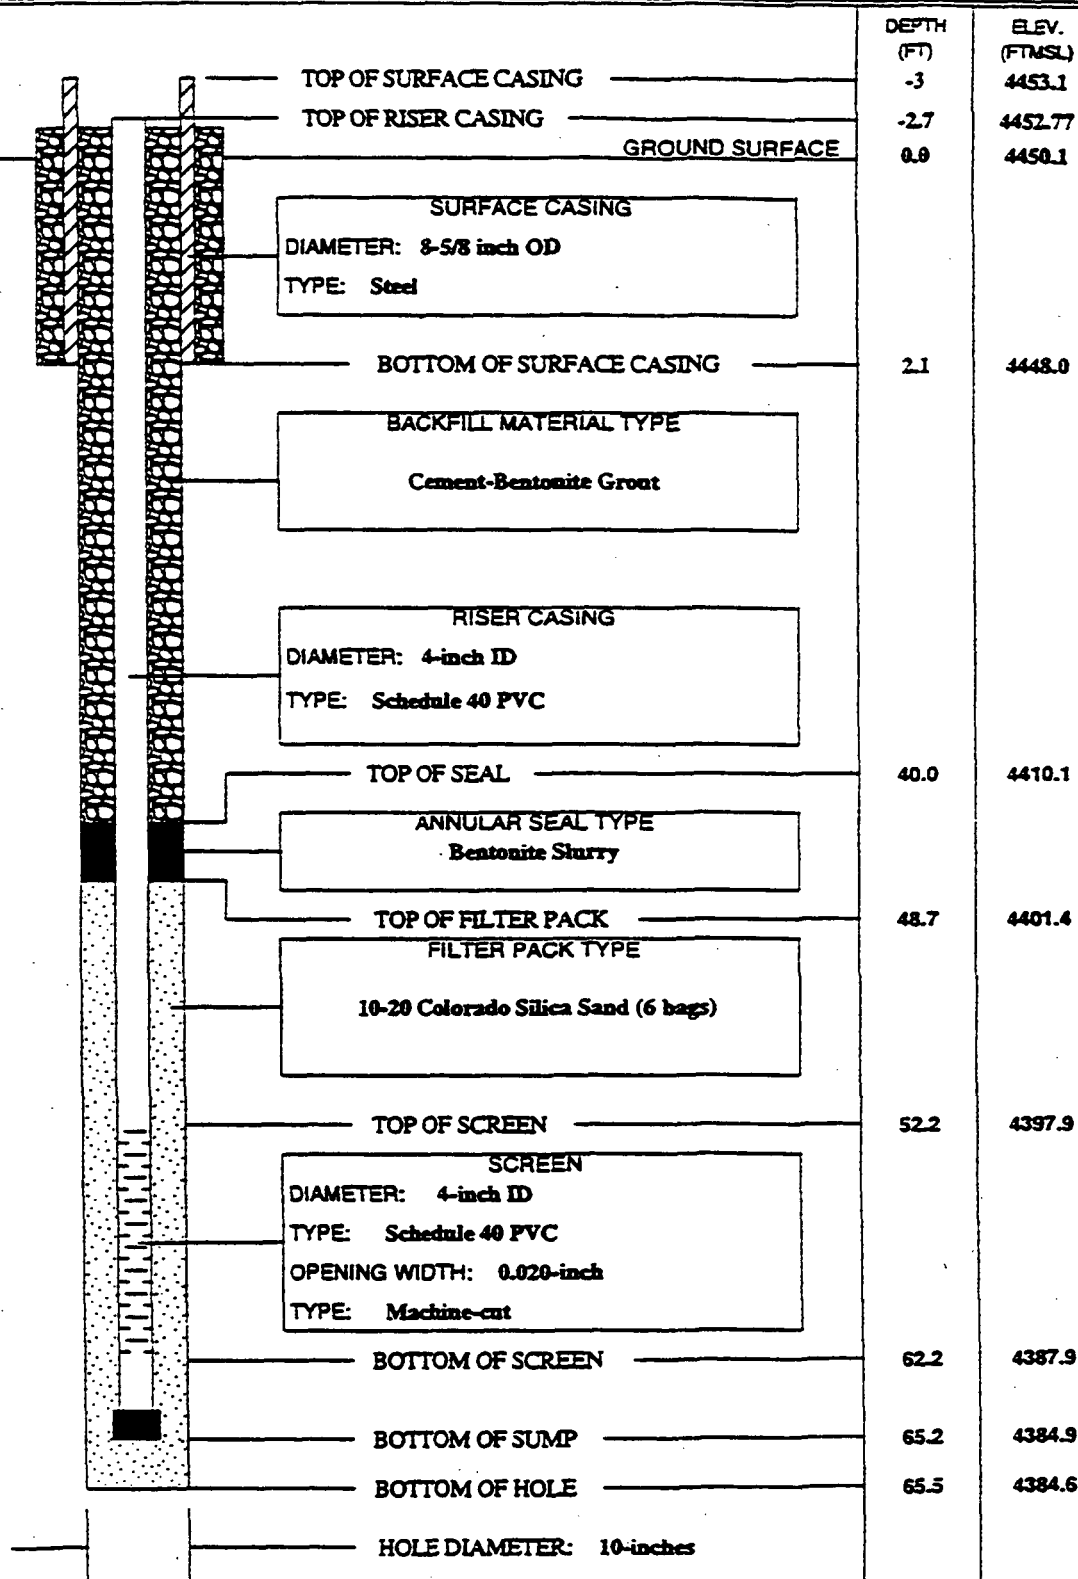 DEPTH ELEV.
(FT) (FTMSL)
TOP OF SURFACE CASING -3 4453.1
TOP OF RISER CASING -2.7 4452.77
GROUND SURFACE 0.0 4450.1
SURFACE CASING
DIAMETER: 8-5/8 inch OD
TYPE: Steel
BOTTOM OF SURFACE CASING 2.1 4448.0
BACKFILL MATERIAL TYPE
Cement-Bentonite Grout
RISER CASING
DIAMETER: 4-inch ID
TYPE: Schedule 40 PVC
TOP OF SEAL 40.0 4410.1
ANNULAR SEAL TYPE
Bentonite Slurry
TOP OF FILTER PACK 48.7 4401.4
FILTER PACK TYPE
10-20 Colorado Silica Sand (6 bags)
TOP OF SCREEN 52.2 4397.9
SCREEN
DIAMETER: 4-inch ID
TYPE: Schedule 40 PVC
OPENING WIDTH: 0.020-inch
TYPE: Machine-cut
BOTTOM OF SCREEN 62.2 4387.9
BOTTOM OF SUMP 65.2 4384.9
BOTTOM OF HOLE 65.5 4384.6
HOLE DIAMETER: 10-inches